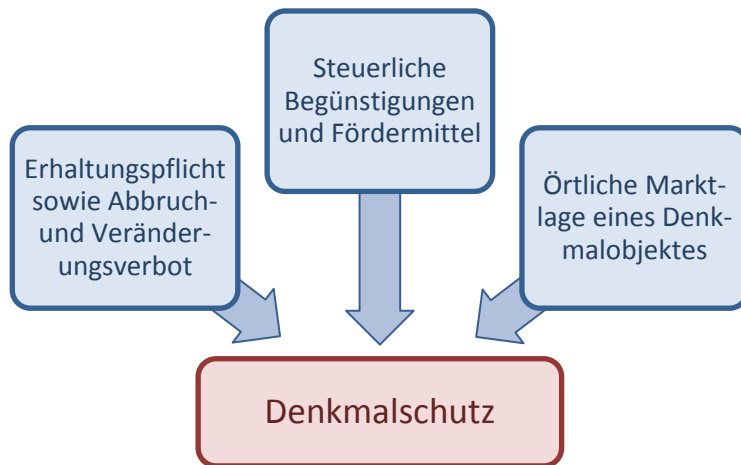 Steuerliche
Begünstigungen
und Fördermittel
Erhaltungspflicht
sowie Abbruch-
und Veränder-
ungsverbot
Örtliche Markt-
lage eines Denk-
malobjektes
Denkmalschutz